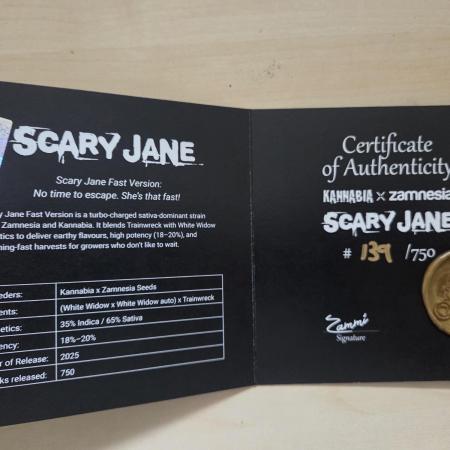 SCARY JANE
Scary Jane Fast Version:
No time to escape. She's that fast!
y Jane Fast Version is a turbo-charged sativa-dominant strain
Zamnesia and Kannabia. It blends Trainwreck with White Widow
tics to deliver earthy flavours, high potency (18–20%), and
ning-fast harvests for growers who don't like to wait.
eders: Kannabia x Zamnesia Seeds
ents: (White Widow x White Widow auto) x Trainwreck
etics: 35% Indica / 65% Sativa
ency: 18%–20%
r of Release: 2025
ks released: 750
Certificate
of Authenticity
KANNABIA x zamnesia
SCARY JANE
# 139 /750
Zammi
Signature